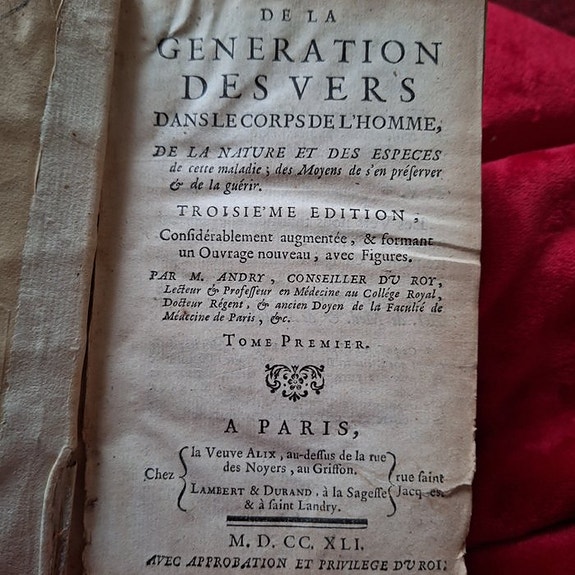 DE LA
GENERATION
DES VERS
DANS LE CORPS DE L'HOMME,
DE LA NATURE ET DES ESPECES
de cette maladie ; des Moyens de s'en préserver
& de la guérir.
TROISIE'ME EDITION,
Considérablement augmentée, & formant
un Ouvrage nouveau, avec Figures.
PAR M. ANDRY, CONSEILLER DU ROY,
Lecteur & Professeur en Médecine au Collége Royal,
Docteur Régent, & ancien Doyen de la Faculté de
Médecine de Paris, &c.
TOME PREMIER.
A PARIS,
Chez
la Veuve ALIX, au-dessus de la rue
des Noyers, au Griffon.
LAMBERT & DURAND, à la Sagesse
& à saint Landry.
rue saint
Jacques.
M. D. CC. XLI.
AVEC APPROBATION ET PRIVILEGE DU ROI.